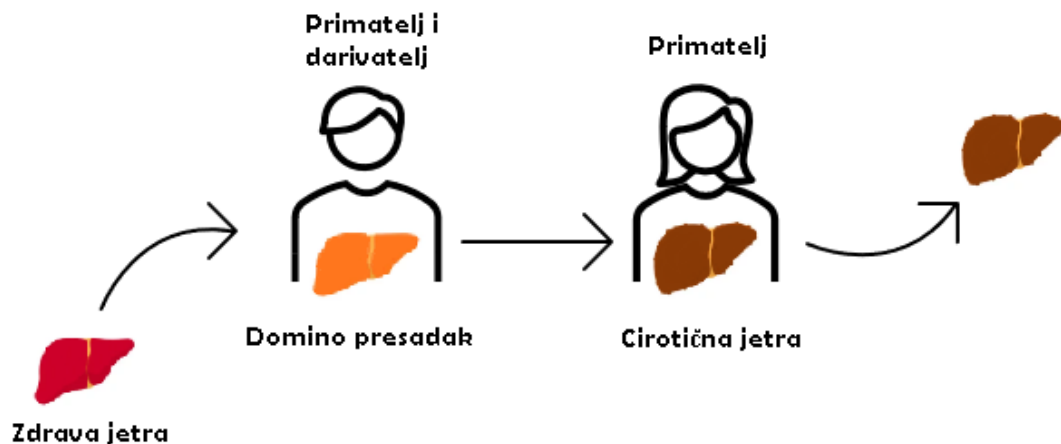 Primatelj i
darivatelj
Primatelj
Domino presadak
Cirotična jetra
Zdrava jetra